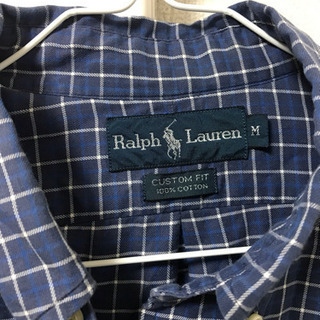 Ralph Lauren
M
CUSTOM FIT
100% COTTON